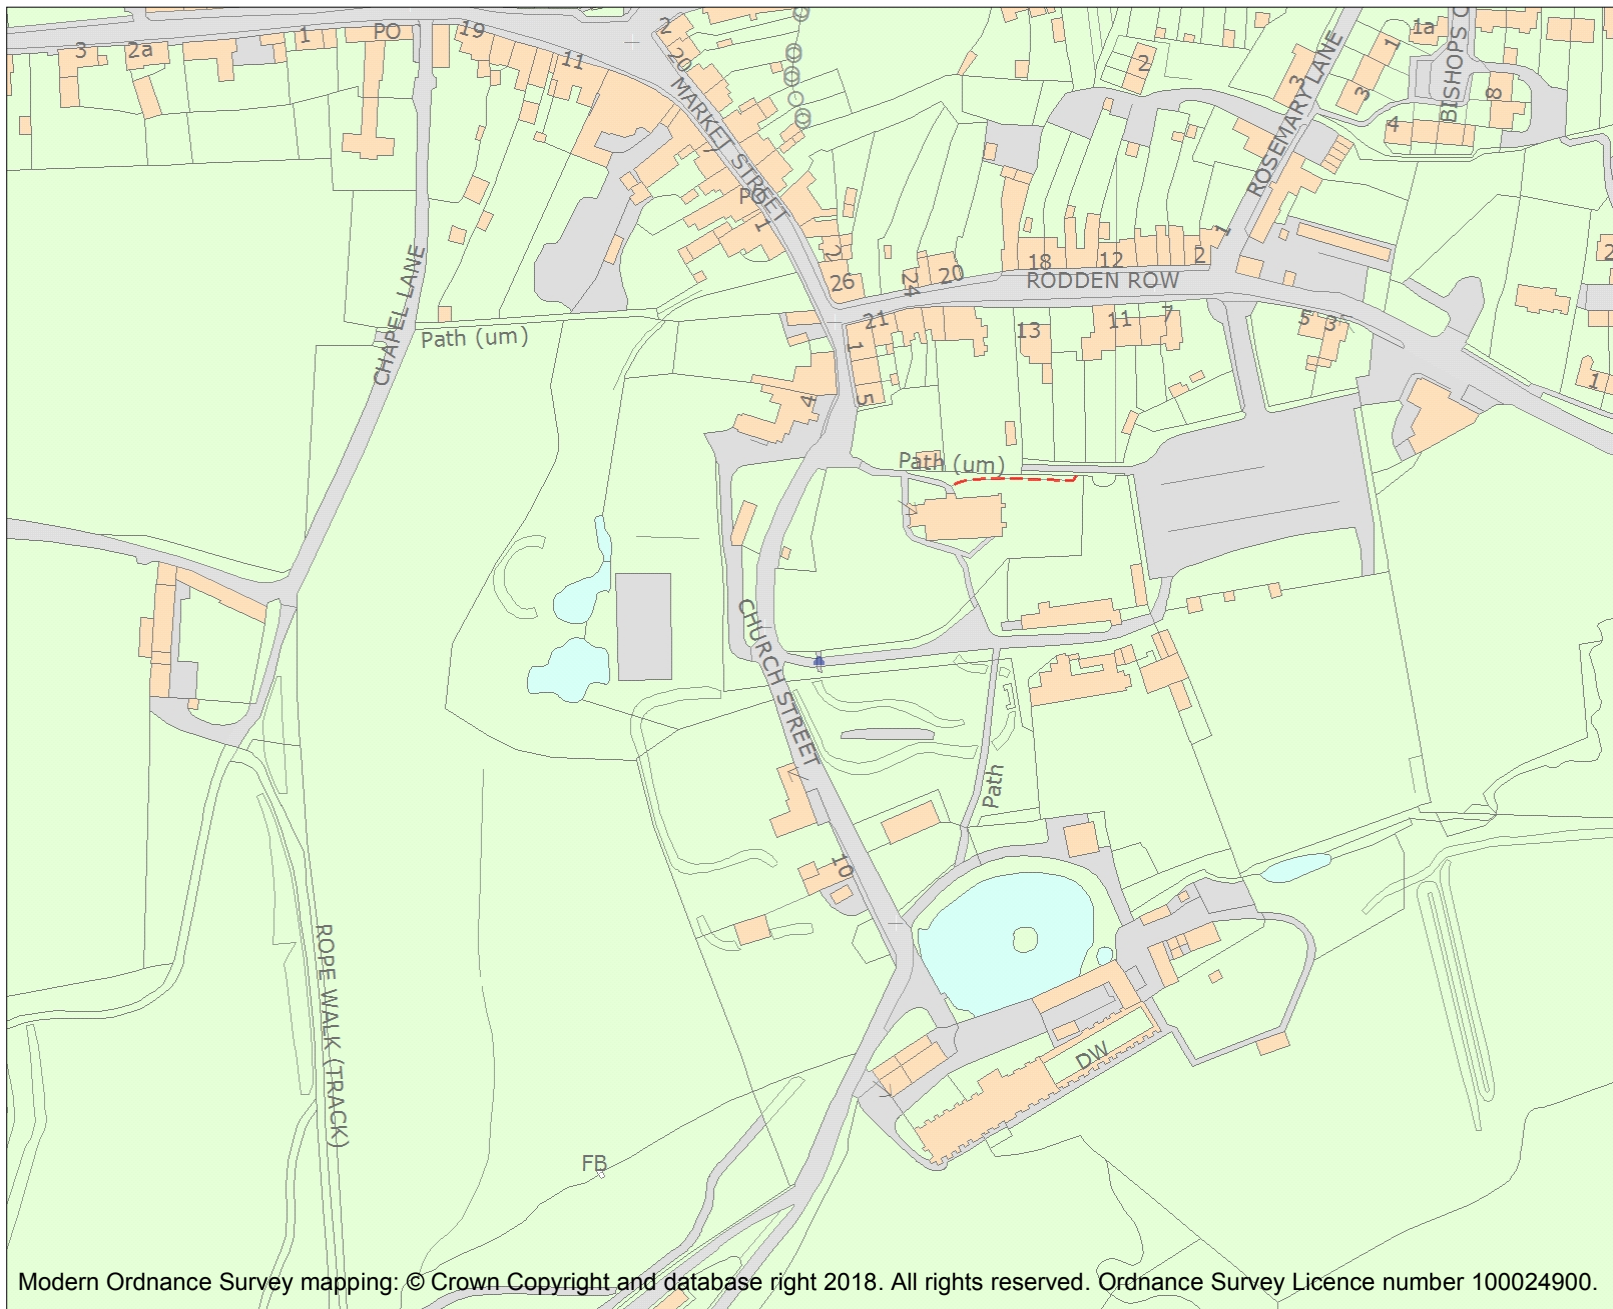 3
2a
1
PO
19
11
2
20
MARKET STREET
PO
1
2
26
24
20
18
12
2
1
RODDEN ROW
ROSEMARY LANE
2
3
1
3
1a
BISHOPS C
8
4
2
CHAPEL LANE
Path (um)
21
1
5
4
13
11
7
5
3
1
Path (um)
CHURCH STREET
Path
10
ROPE WALK (TRACK)
DW
FB
Modern Ordnance Survey mapping: © Crown Copyright and database right 2018. All rights reserved. Ordnance Survey Licence number 100024900.